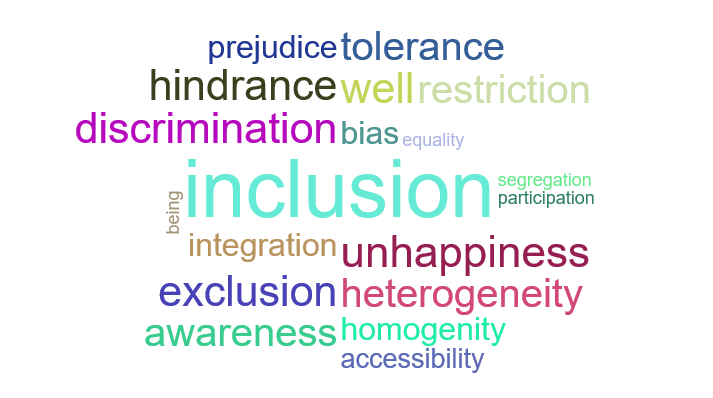 prejudice tolerance
hindrance well restriction
discrimination bias equality
being inclusion segregation
participation
integration unhappiness
exclusion heterogeneity
awareness homogenity
accessibility